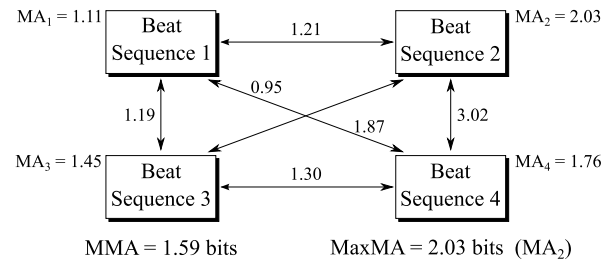 MA₁ = 1.11
Beat
Sequence 1
1.21
Beat
Sequence 2
MA₂ = 2.03
0.95
1.19
1.87
3.02
MA₃ = 1.45
Beat
Sequence 3
1.30
Beat
Sequence 4
MA₄ = 1.76
MMA = 1.59 bits
MaxMA = 2.03 bits (MA₂)